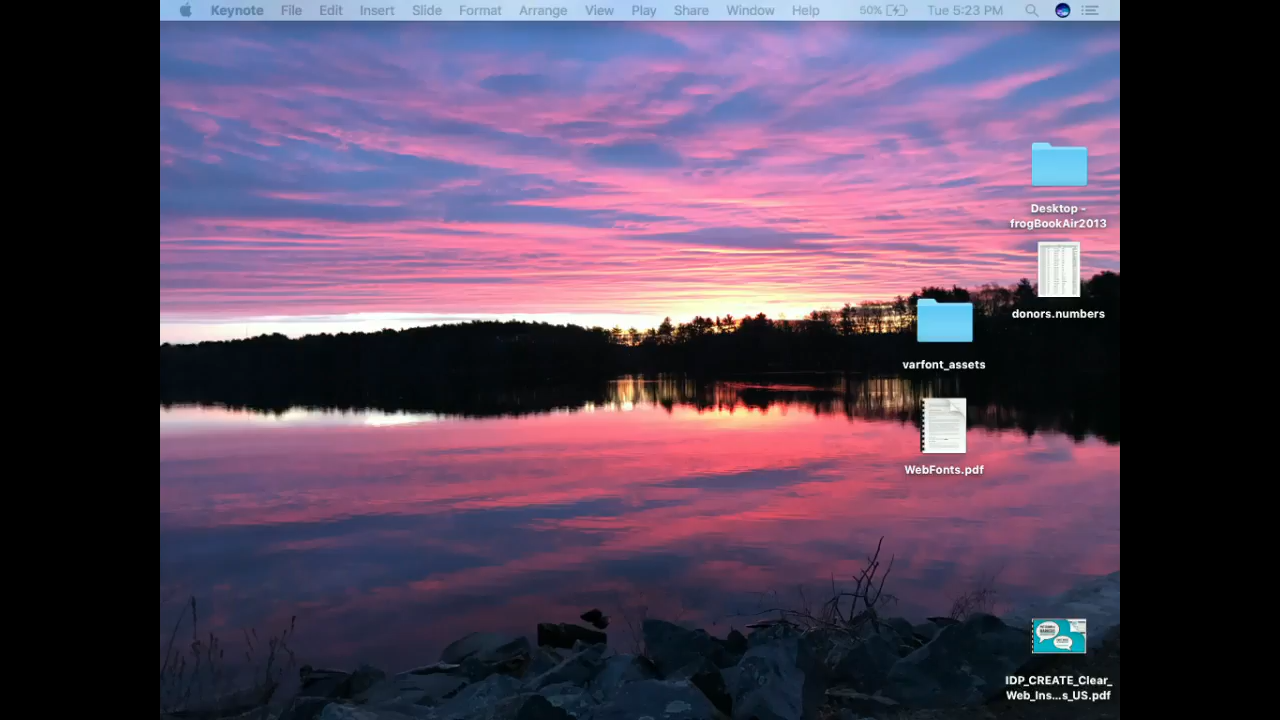 Keynote File Edit Insert Slide Format Arrange View Play Share Window Help 50% Tue 5:23 PM
Desktop -
frogBookAir2013
donors.numbers
varfont_assets
WebFonts.pdf
IDP_CREATE_Clear_
Web_Ins...s_US.pdf